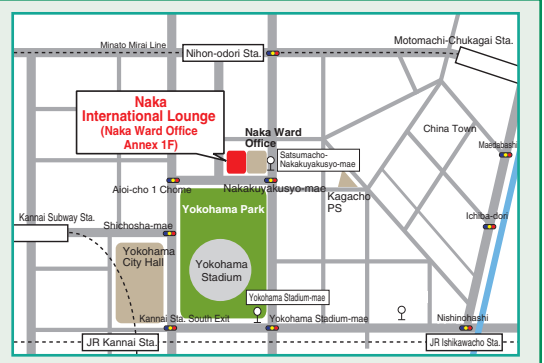 Motomachi-Chukagai Sta.
Minato Mirai Line
Nihon-odori Sta.
Naka
International Lounge
(Naka Ward Office
Annex 1F)
Naka Ward
Office
China Town
Maedabashi
Satsumacho-
Nakakuyakusyo-mae
Aioi-cho 1 Chome
Nakakuyakusyo-mae
Kagacho
PS
Yokohama Park
Kannai Subway Sta.
Shichosha-mae
Ichiba-dori
Yokohama
City Hall
Yokohama
Stadium
Yokohama Stadium-mae
Kannai Sta. South Exit
Yokohama Stadium-mae
Nishinohashi
JR Kannai Sta.
JR Ishikawacho Sta.